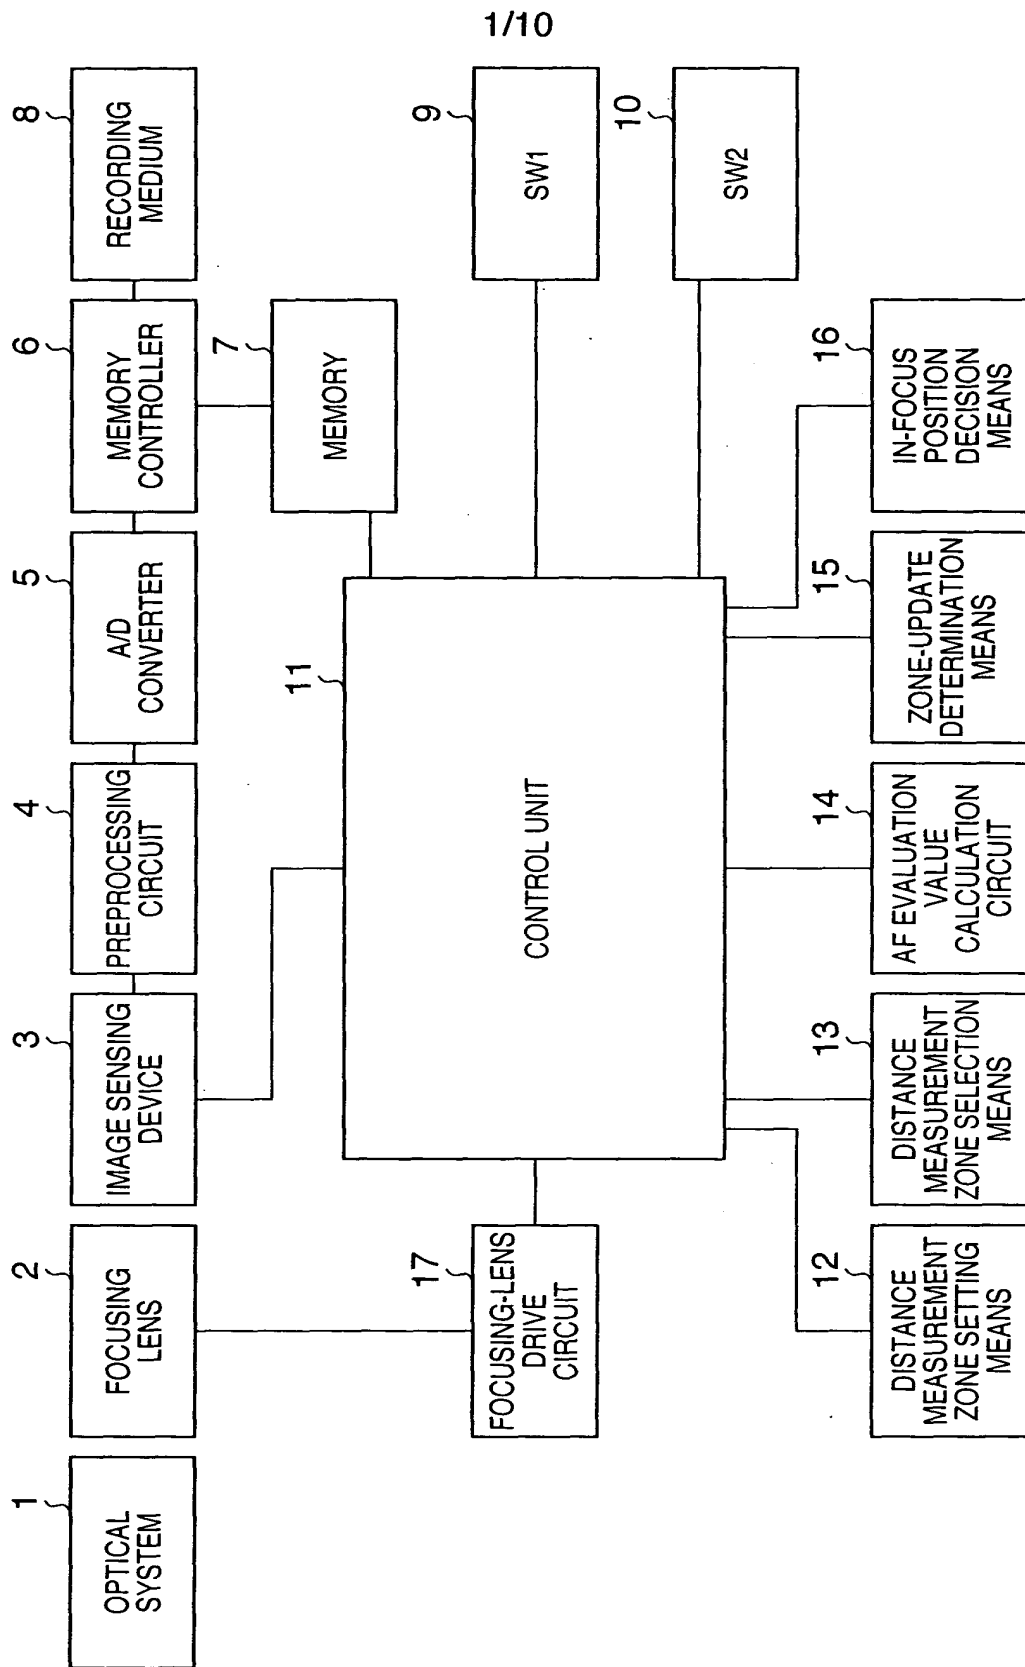 1/10
1
OPTICAL
SYSTEM
2
FOCUSING
LENS
3
IMAGE SENSING
DEVICE
4
PREPROCESSING
CIRCUIT
5
A/D
CONVERTER
6
MEMORY
CONTROLLER
8
RECORDING
MEDIUM
7
MEMORY
9
SW1
10
SW2
11
CONTROL UNIT
17
FOCUSING-LENS
DRIVE
CIRCUIT
12
DISTANCE
MEASUREMENT
ZONE SETTING
MEANS
13
DISTANCE
MEASUREMENT
ZONE SELECTION
MEANS
14
AF EVALUATION
VALUE
CALCULATION
CIRCUIT
15
ZONE-UPDATE
DETERMINATION
MEANS
16
IN-FOCUS
POSITION
DECISION
MEANS